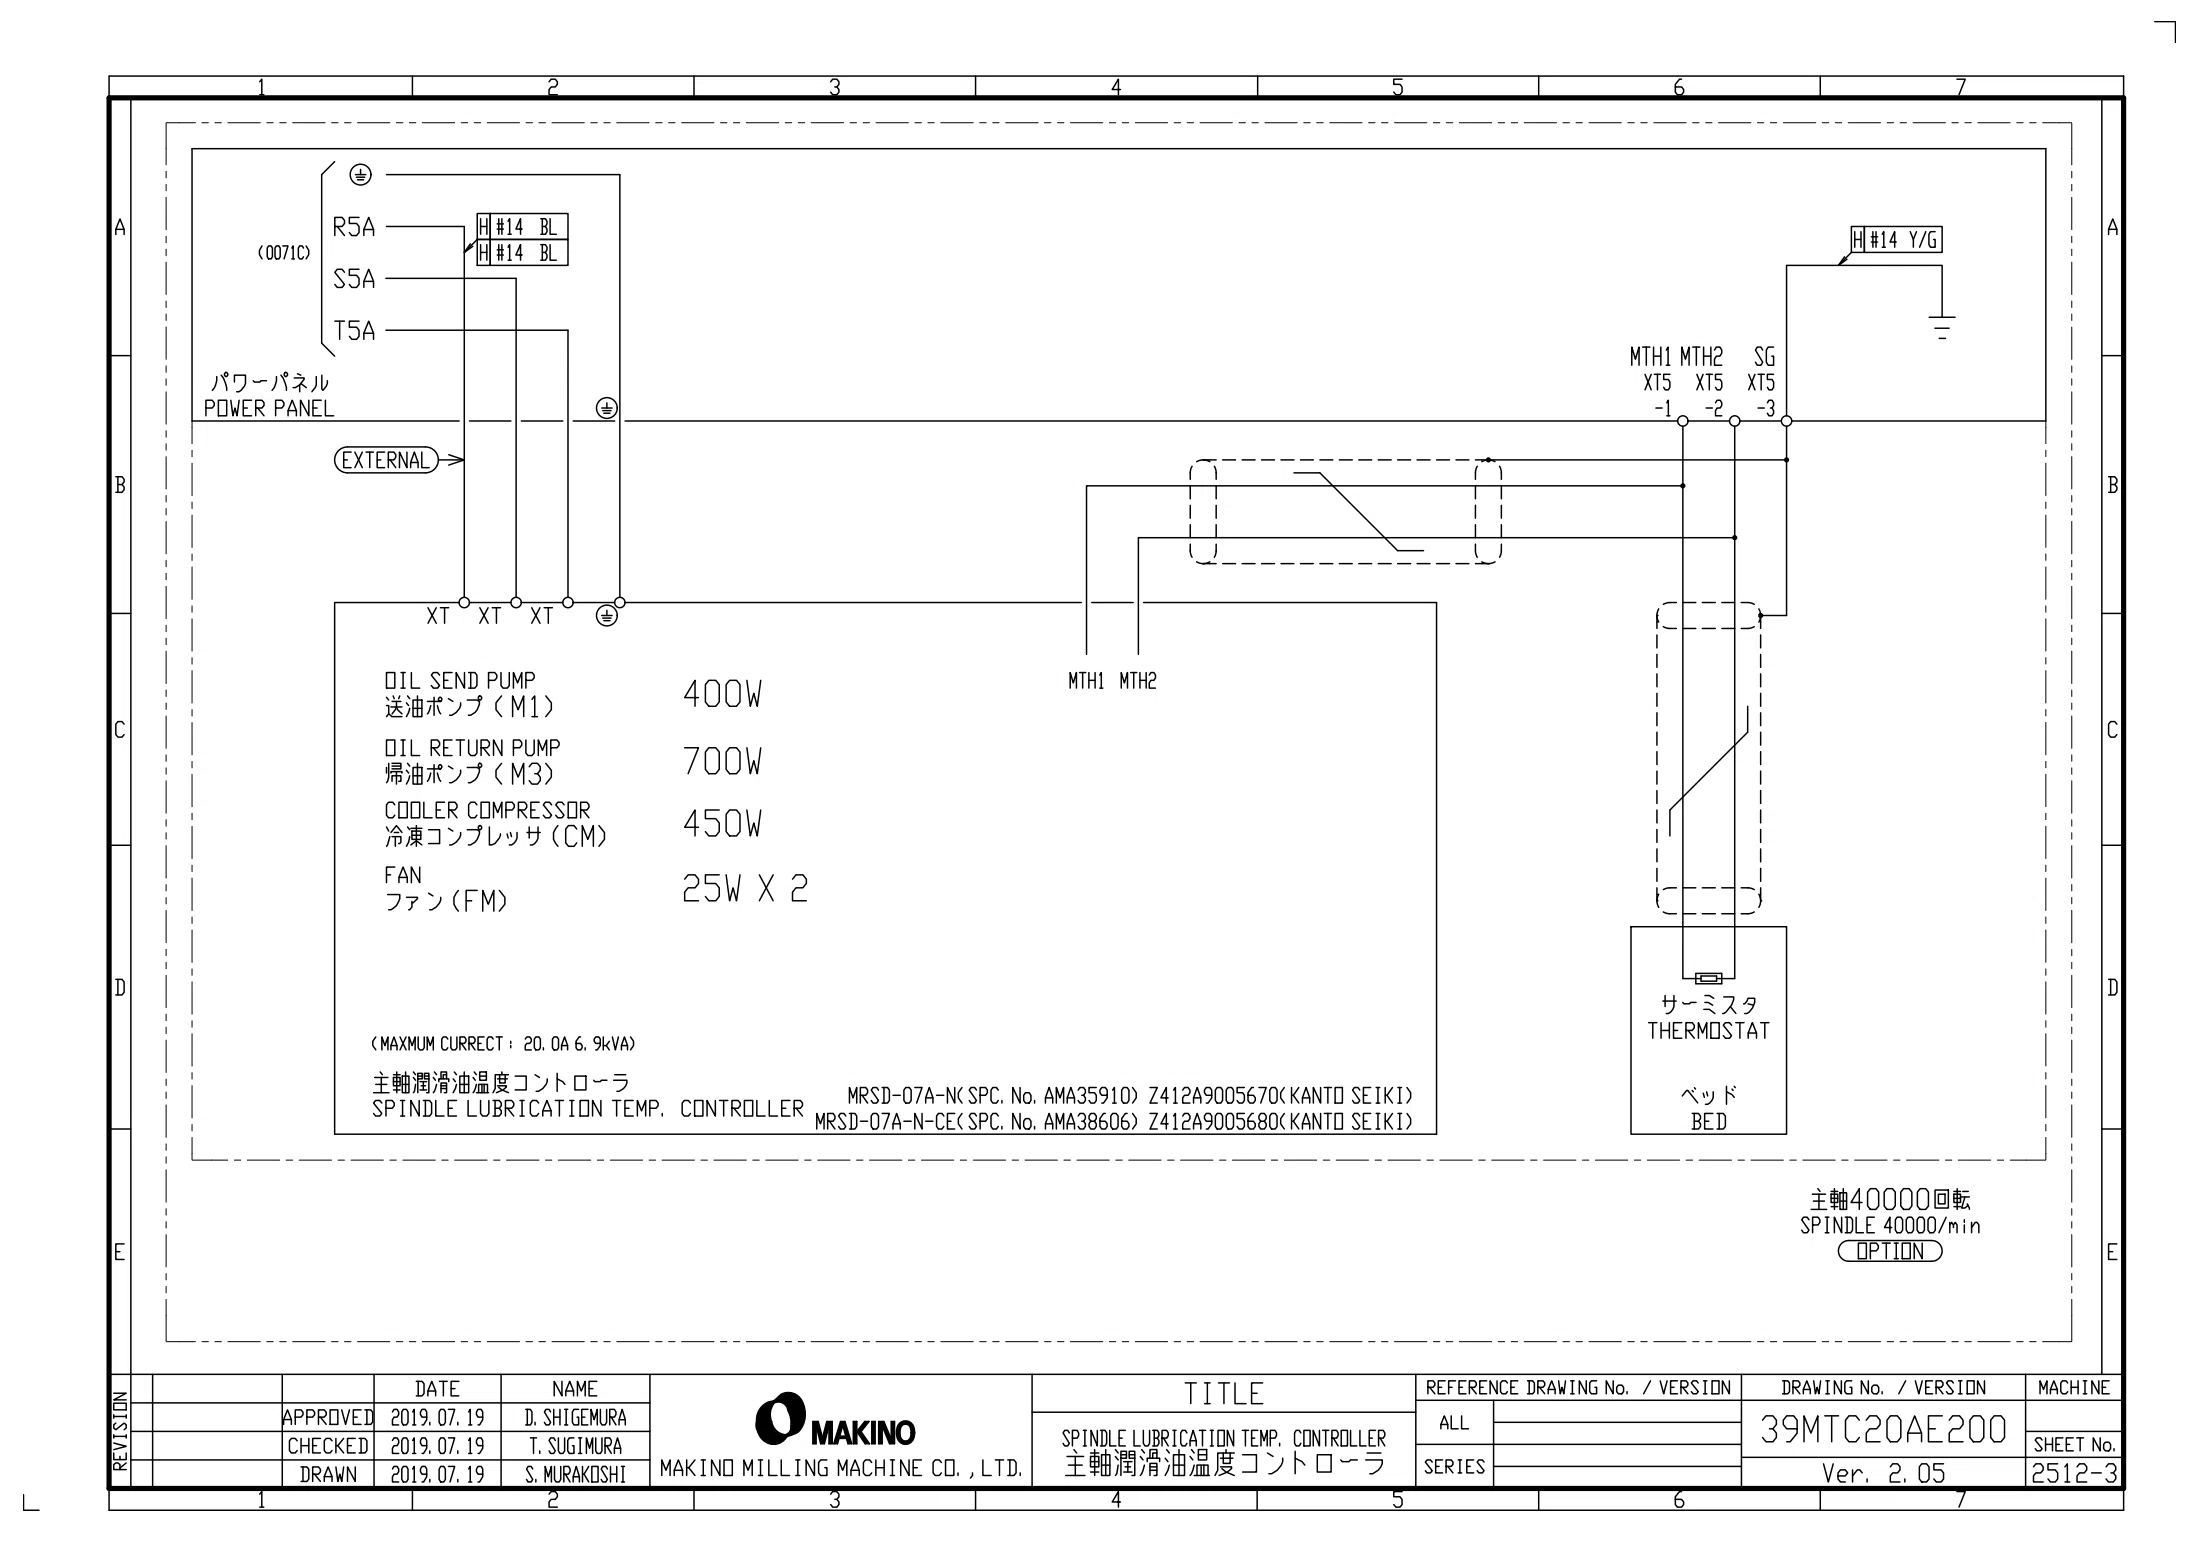 1 2 3 4 5 6 7
A A
B B
C C
D D
E E
R5A
(0071C)
S5A
T5A
H #14 BL
H #14 BL
パワーパネル
POWER PANEL
EXTERNAL
H #14 Y/G
MTH1 MTH2 SG
XT5 XT5 XT5
-1 -2 -3
XT XT XT
MTH1 MTH2
OIL SEND PUMP
送油ポンプ(M1) 400W
OIL RETURN PUMP
帰油ポンプ(M3) 700W
COOLER COMPRESSOR
冷凍コンプレッサ(CM) 450W
FAN
ファン(FM) 25W X 2
(MAXMUM CURRECT: 20.0A 6.9kVA)
主軸潤滑油温度コントローラ
SPINDLE LUBRICATION TEMP. CONTROLLER
MRSD-07A-N(SPC. No. AMA35910) Z412A9005670(KANTO SEIKI)
MRSD-07A-N-CE(SPC. No. AMA38606) Z412A9005680(KANTO SEIKI)
サーミスタ
THERMOSTAT
ベッド
BED
主軸40000回転
SPINDLE 40000/min
OPTION
REVISION
DATE NAME
APPROVED 2019.07.19 D. SHIGEMURA
CHECKED 2019.07.19 T. SUGIMURA
DRAWN 2019.07.19 S. MURAKOSHI
MAKINO
MAKINO MILLING MACHINE CO., LTD.
TITLE
SPINDLE LUBRICATION TEMP. CONTROLLER
主軸潤滑油温度コントローラ
REFERENCE DRAWING No. / VERSION
ALL
SERIES
DRAWING No. / VERSION
39MTC20AE200
Ver. 2.05
MACHINE
SHEET No.
2512-3
1 2 3 4 5 6 7